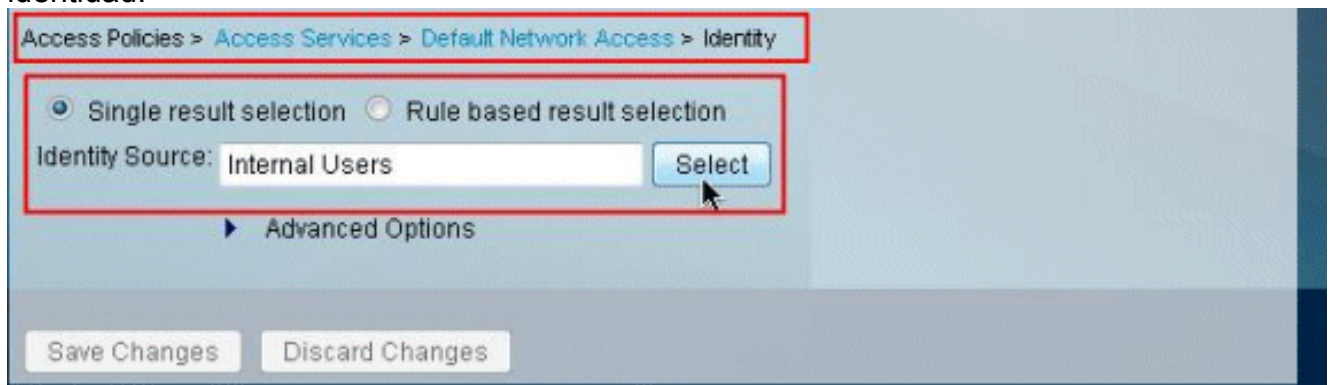 identidad.
Access Policies > Access Services > Default Network Access > Identity
Single result selection Rule based result selection
Identity Source: Internal Users Select
Advanced Options
Save Changes Discard Changes